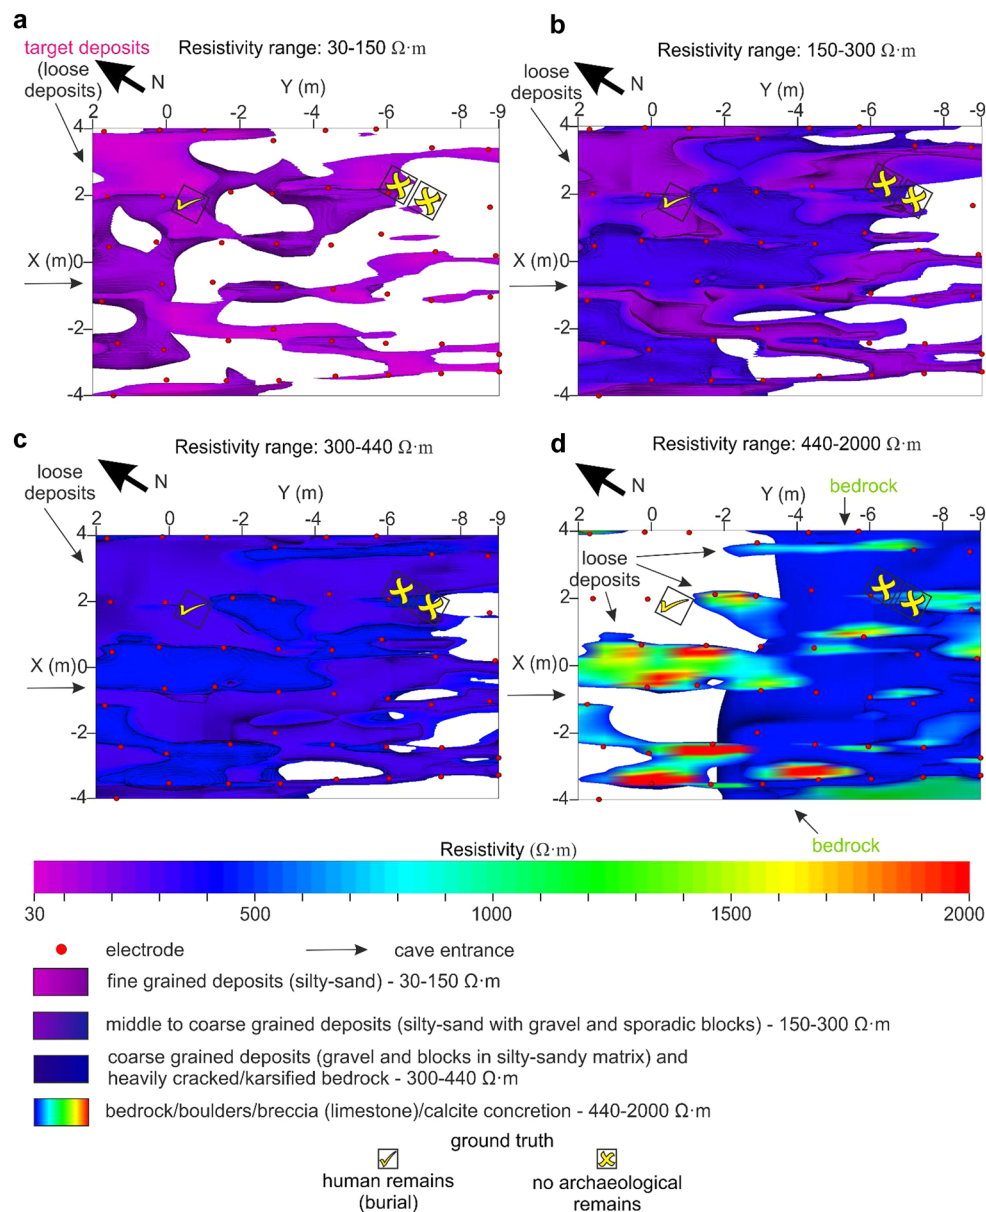 a
Resistivity range: 30-150 Ω·m
target deposits
(loose
deposits)
N
Y (m)
2 0 -2 -4 -6 -8 -9
4
2
X (m) 0
-2
-4
b
Resistivity range: 150-300 Ω·m
loose
deposits
N
Y (m)
2 0 -2 -4 -6 -8 -9
4
2
X (m) 0
-2
-4
c
Resistivity range: 300-440 Ω·m
loose
deposits
N
Y (m)
2 0 -2 -4 -6 -8 -9
4
2
X (m) 0
-2
-4
d
Resistivity range: 440-2000 Ω·m
N
Y (m)
bedrock
2 0 -2 -4 -6 -8 -9
4
loose
deposits
2
X (m) 0
-2
-4
bedrock
Resistivity (Ω·m)
30 500 1000 1500 2000
electrode
cave entrance
fine grained deposits (silty-sand) - 30-150 Ω·m
middle to coarse grained deposits (silty-sand with gravel and sporadic blocks) - 150-300 Ω·m
coarse grained deposits (gravel and blocks in silty-sandy matrix) and
heavily cracked/karsified bedrock - 300-440 Ω·m
bedrock/boulders/breccia (limestone)/calcite concretion - 440-2000 Ω·m
ground truth
human remains
(burial)
no archaeological
remains